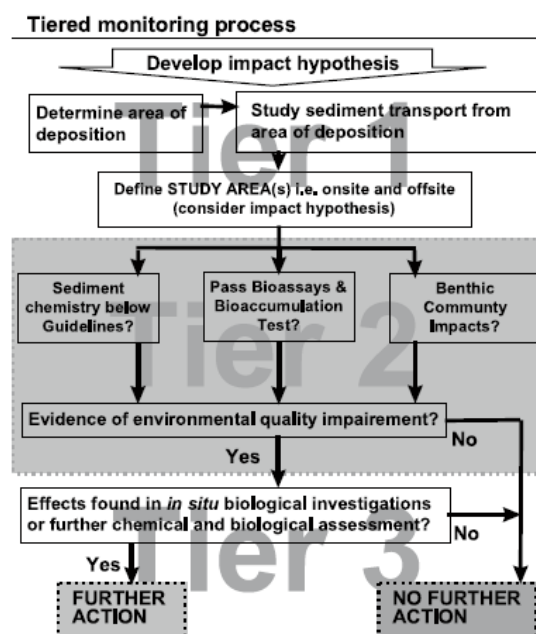 Tiered monitoring process
Develop impact hypothesis
Determine area of
deposition
Study sediment transport from
area of deposition
Tier 1
Define STUDY AREA(s) i.e. onsite and offsite
(consider impact hypothesis)
Sediment
chemistry below
Guidelines?
Pass Bioassays &
Bioaccumulation
Test?
Benthic
Communty
Impacts?
Tier 2
Evidence of environmental quality impairement?
No
Yes
Effects found in in situ biological investigations
or further chemical and biological assessment?
No
Yes
Tier 3
FURTHER
ACTION
NO FURTHER
ACTION